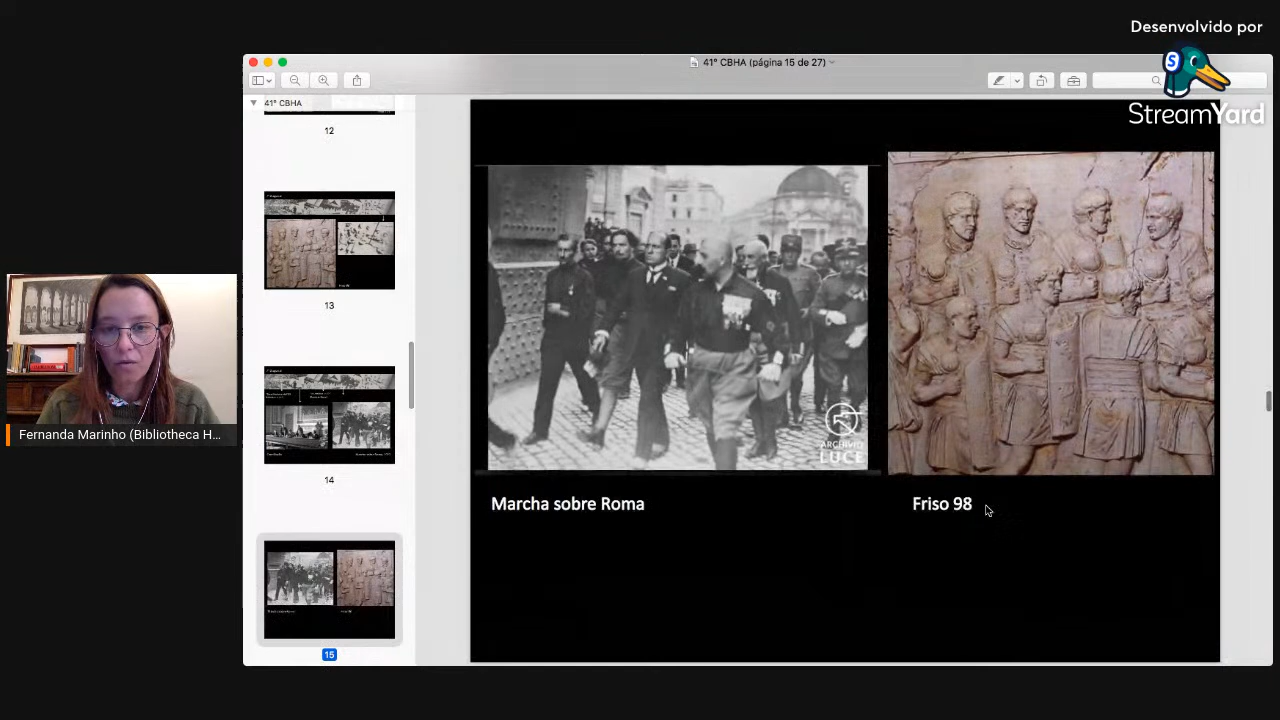 Desenvolvido por
StreamYard
41º CBHA (página 15 de 27)
41º CBHA
12
13
14
15
ARCHIVIO
LUCE
Marcha sobre Roma
Friso 98
Fernanda Marinho (Bibliotheca H...